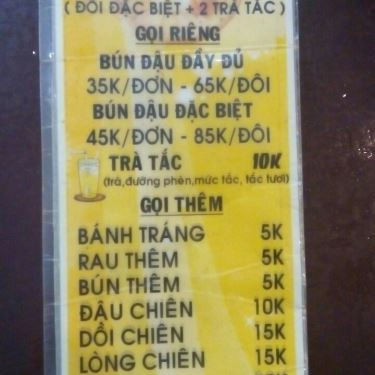 ( ĐÔI ĐẶC BIỆT + 2 TRÀ TẮC )
GỌI RIÊNG
BÚN ĐẬU ĐẦY ĐỦ
35K/ĐƠN - 65K/ĐÔI
BÚN ĐẬU ĐẶC BIỆT
45K/ĐƠN - 85K/ĐÔI
TRÀ TẮC 10K
(trà,đường phèn,mức tắc, tắc tươi)
GỌI THÊM
BÁNH TRÁNG 5K
RAU THÊM 5K
BÚN THÊM 5K
ĐẬU CHIÊN 10K
DỒI CHIÊN 15K
LÒNG CHIÊN 15K